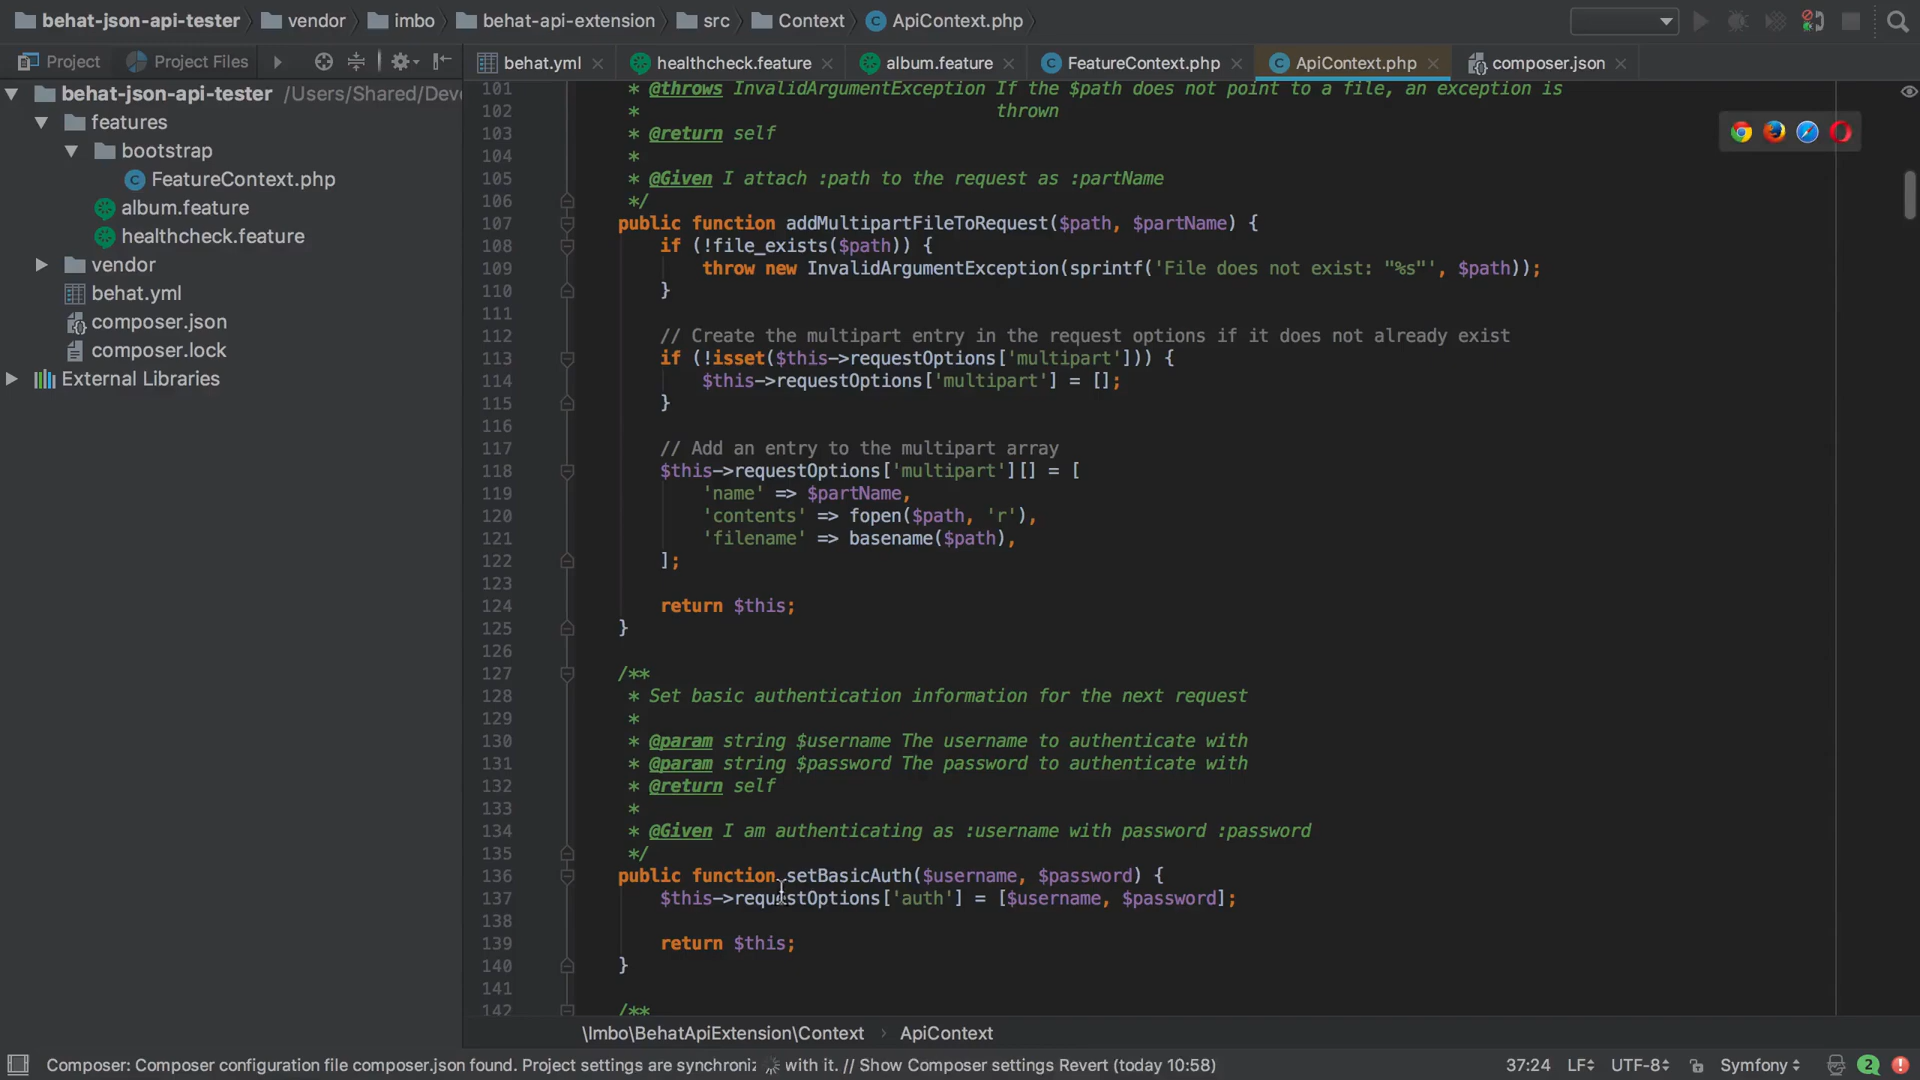 behat-json-api-tester vendor imbo behat-api-extension src Context ApiContext.php
Project Project Files
behat.yml healthcheck.feature album.feature FeatureContext.php ApiContext.php composer.json
behat-json-api-tester /Users/Shared/Deve
features
bootstrap
FeatureContext.php
album.feature
healthcheck.feature
vendor
behat.yml
composer.json
composer.lock
External Libraries
101 * @throws InvalidArgumentException If the $path does not point to a file, an exception is
102 * thrown
103 * @return self
104 *
105 * @Given I attach :path to the request as :partName
106 */
107 public function addMultipartFileToRequest($path, $partName) {
108 if (!file_exists($path)) {
109 throw new InvalidArgumentException(sprintf('File does not exist: "%s"', $path));
110 }
111
112 // Create the multipart entry in the request options if it does not already exist
113 if (!isset($this->requestOptions['multipart'])) {
114 $this->requestOptions['multipart'] = [];
115 }
116
117 // Add an entry to the multipart array
118 $this->requestOptions['multipart'][] = [
119 'name' => $partName,
120 'contents' => fopen($path, 'r'),
121 'filename' => basename($path),
122 ];
123
124 return $this;
125 }
126
127 /**
128 * Set basic authentication information for the next request
129 *
130 * @param string $username The username to authenticate with
131 * @param string $password The password to authenticate with
132 * @return self
133 *
134 * @Given I am authenticating as :username with password :password
135 */
136 public function setBasicAuth($username, $password) {
137 $this->requestOptions['auth'] = [$username, $password];
138
139 return $this;
140 }
141
142 /**
\Imbo\BehatApiExtension\Context › ApiContext
Composer: Composer configuration file composer.json found. Project settings are synchroniz with it. // Show Composer settings Revert (today 10:58) 37:24 LF UTF-8 Symfony 2